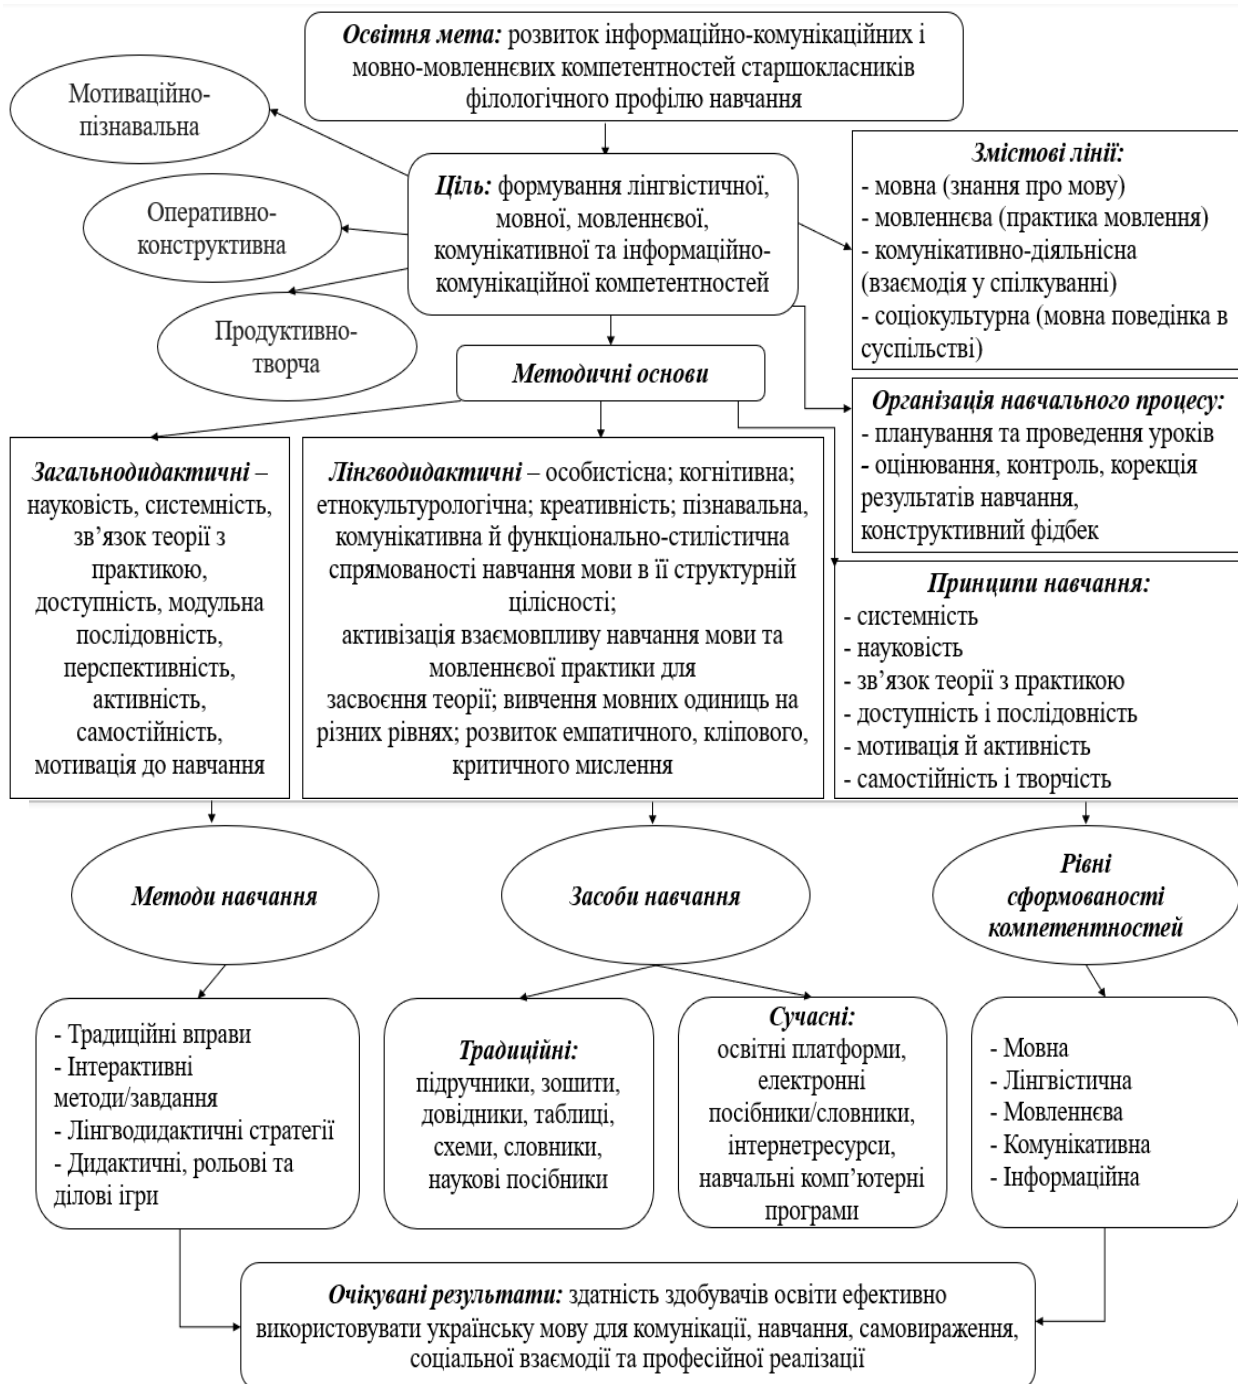 Освітня мета: розвиток інформаційно-комунікаційних і
мовно-мовленнєвих компетентностей старшокласників
філологічного профілю навчання
Мотиваційно-
пізнавальна
Оперативно-
конструктивна
Продуктивно-
творча
Ціль: формування лінгвістичної,
мовної, мовленнєвої,
комунікативної та інформаційно-
комунікаційної компетентностей
Змістові лінії:
- мовна (знання про мову)
- мовленнєва (практика мовлення)
- комунікативно-діяльнісна
(взаємодія у спілкуванні)
- соціокультурна (мовна поведінка в
суспільстві)
Методичні основи
Організація навчального процесу:
- планування та проведення уроків
- оцінювання, контроль, корекція
результатів навчання,
конструктивний фідбек
Загальнодидактичні –
науковість, системність,
зв’язок теорії з
практикою,
доступність, модульна
послідовність,
перспективність,
активність,
самостійність,
мотивація до навчання
Лінгводидактичні – особистісна; когнітивна;
етнокультурологічна; креативність; пізнавальна,
комунікативна й функціонально-стилістична
спрямованості навчання мови в її структурній
цілісності;
активізація взаємовпливу навчання мови та
мовленнєвої практики для
засвоєння теорії; вивчення мовних одиниць на
різних рівнях; розвиток емпатичного, кліпового,
критичного мислення
Принципи навчання:
- системність
- науковість
- зв’язок теорії з практикою
- доступність і послідовність
- мотивація й активність
- самостійність і творчість
Методи навчання
Засоби навчання
Рівні
сформованості
компетентностей
- Традиційні вправи
- Інтерактивні
методи/завдання
- Лінгводидактичні стратегії
- Дидактичні, рольові та
ділові ігри
Традиційні:
підручники, зошити,
довідники, таблиці,
схеми, словники,
наукові посібники
Сучасні:
освітні платформи,
електронні
посібники/словники,
інтернетресурси,
навчальні комп’ютерні
програми
- Мовна
- Лінгвістична
- Мовленнєва
- Комунікативна
- Інформаційна
Очікувані результати: здатність здобувачів освіти ефективно
використовувати українську мову для комунікації, навчання, самовираження,
соціальної взаємодії та професійної реалізації